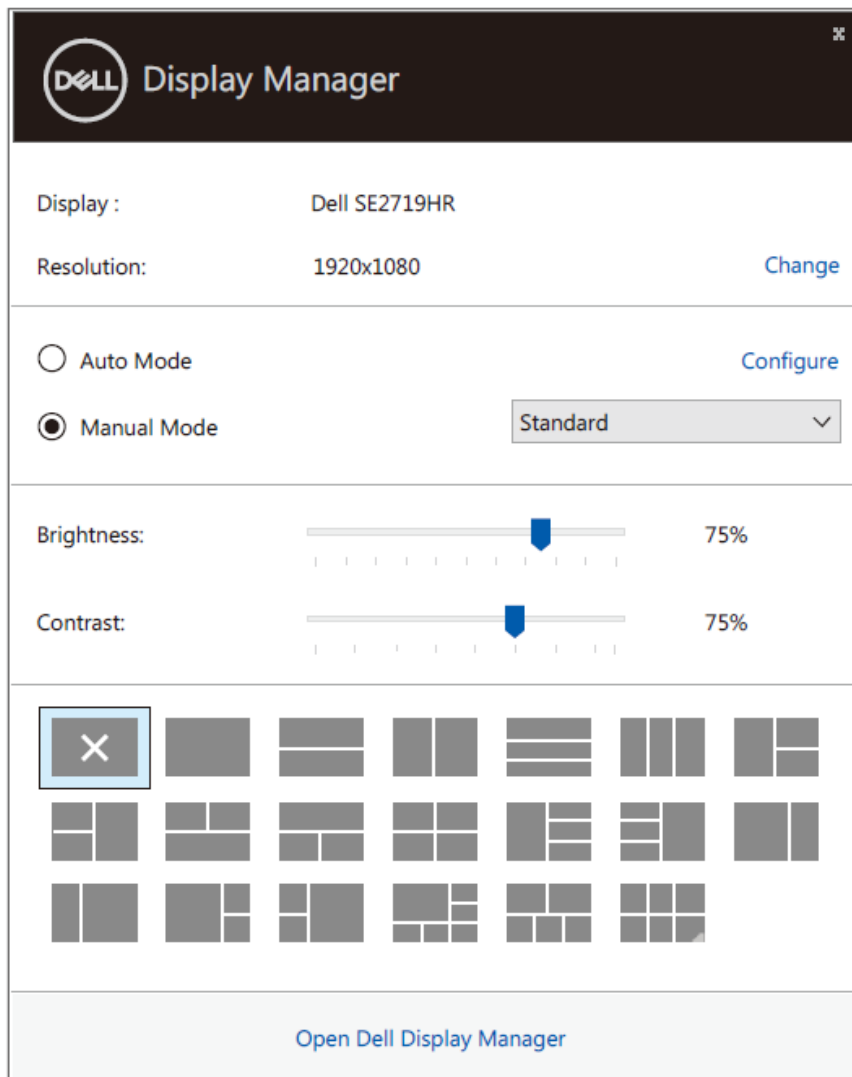 DELL Display Manager
Display : Dell SE2719HR
Resolution: 1920x1080 Change
Auto Mode Configure
Manual Mode Standard
Brightness: 75%
Contrast: 75%
Open Dell Display Manager